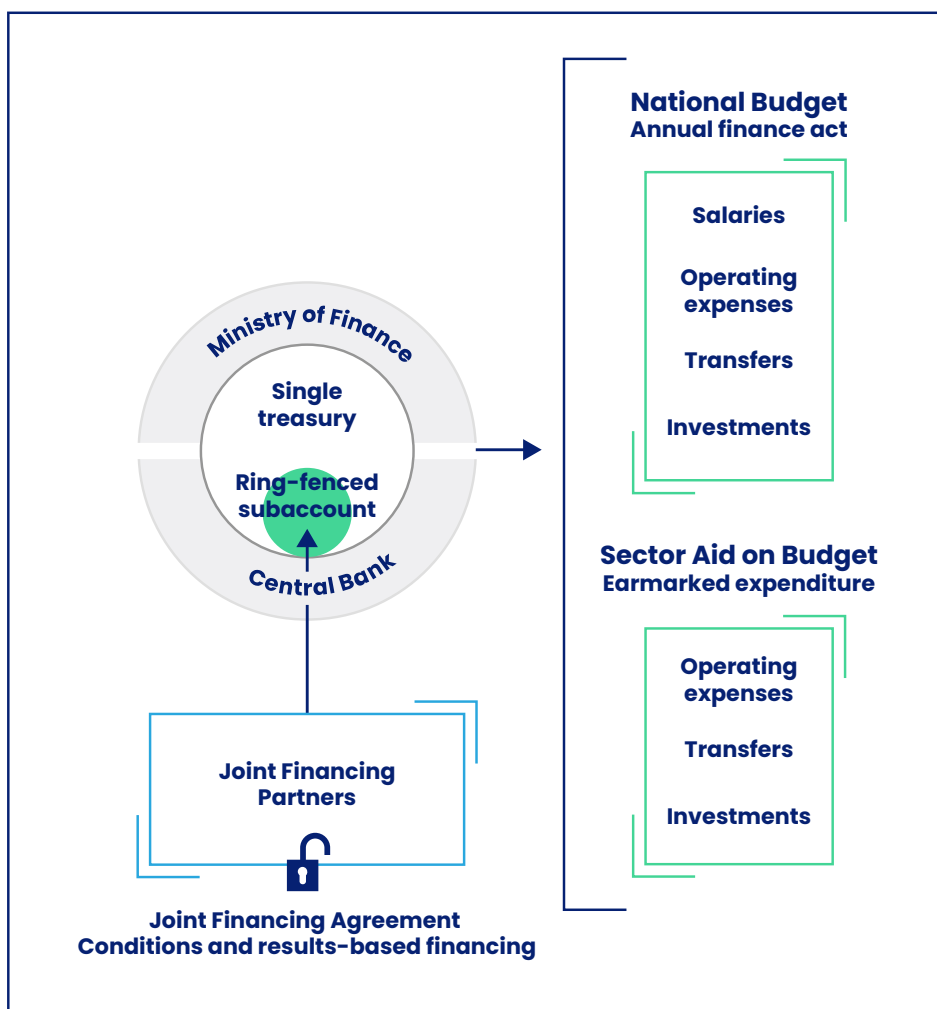 National Budget
Annual finance act
Salaries
Operating
expenses
Transfers
Investments
Ministry of Finance
Single
treasury
Ring-fenced
subaccount
Central Bank
Sector Aid on Budget
Earmarked expenditure
Operating
expenses
Transfers
Investments
Joint Financing
Partners
Joint Financing Agreement
Conditions and results-based financing